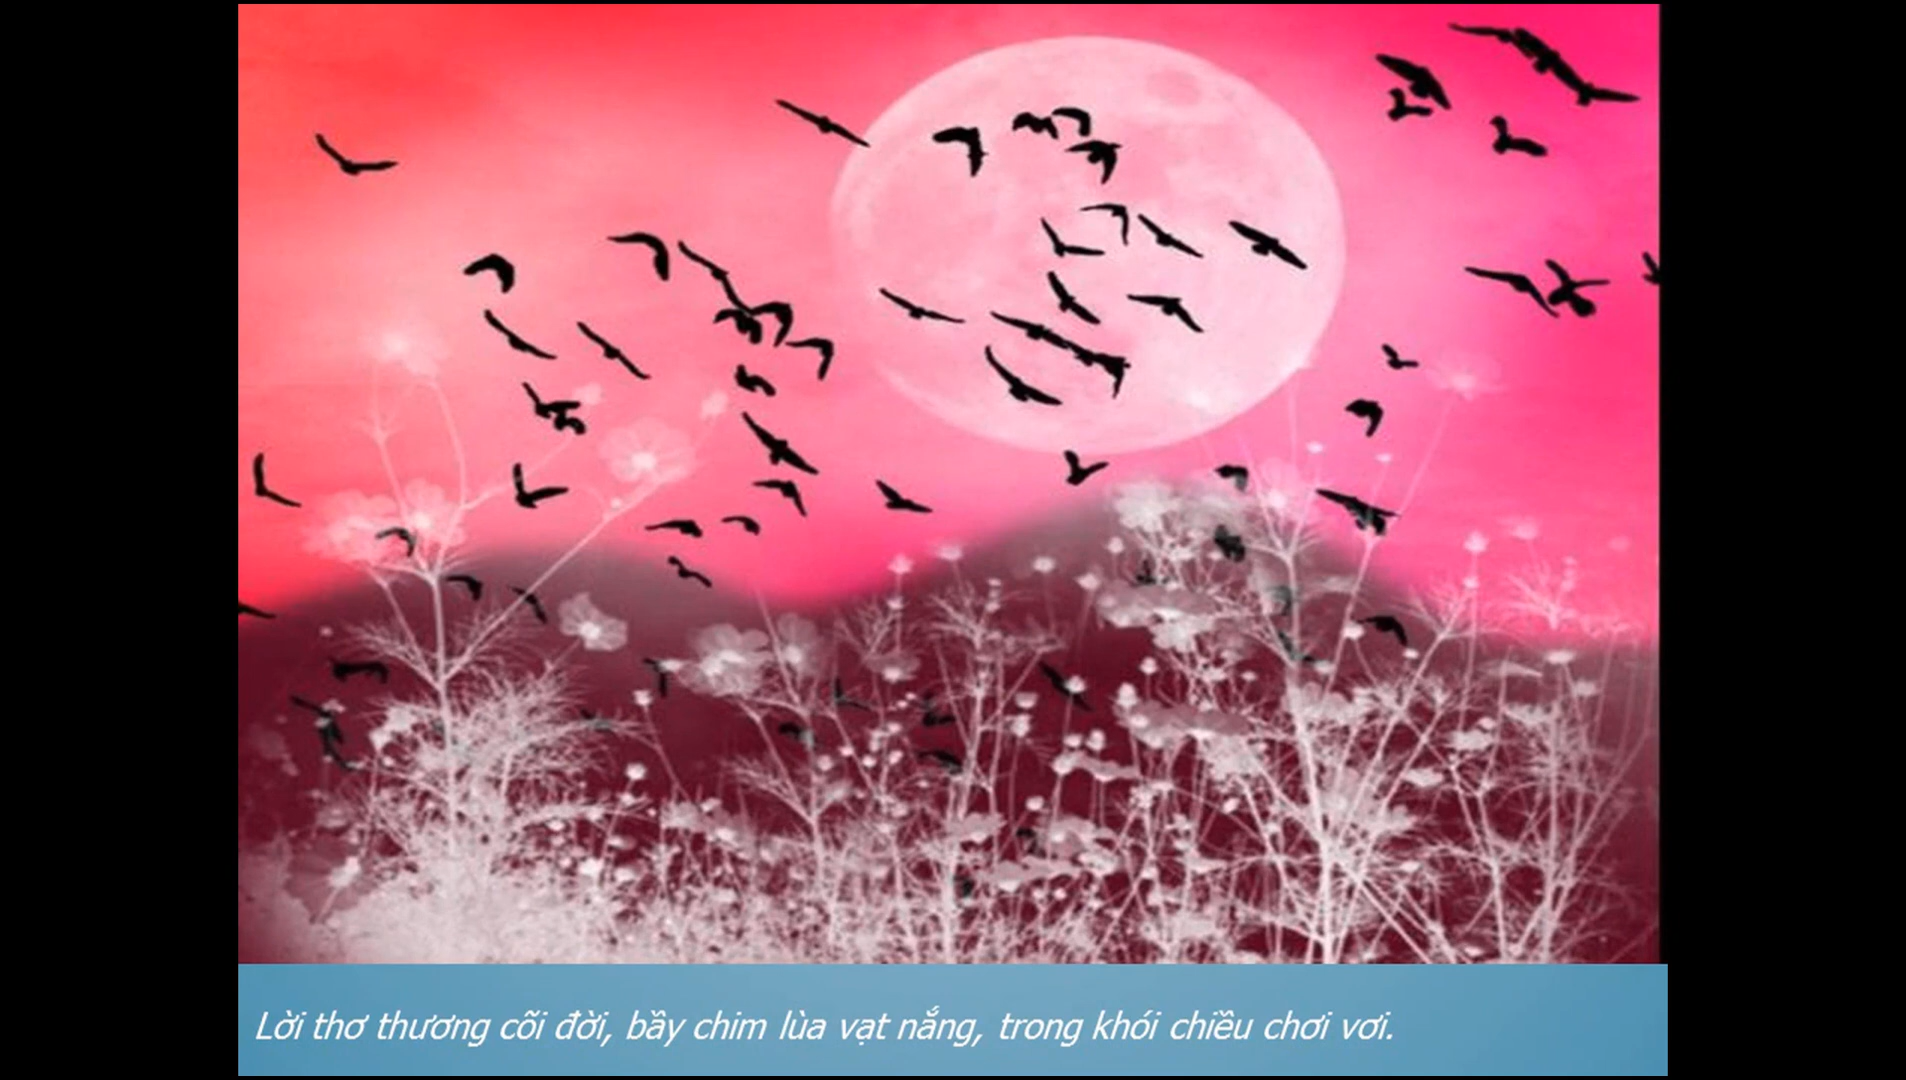 Lời thơ thương cõi đời, bầy chim lùa vạt nắng, trong khói chiều chơi vơi.